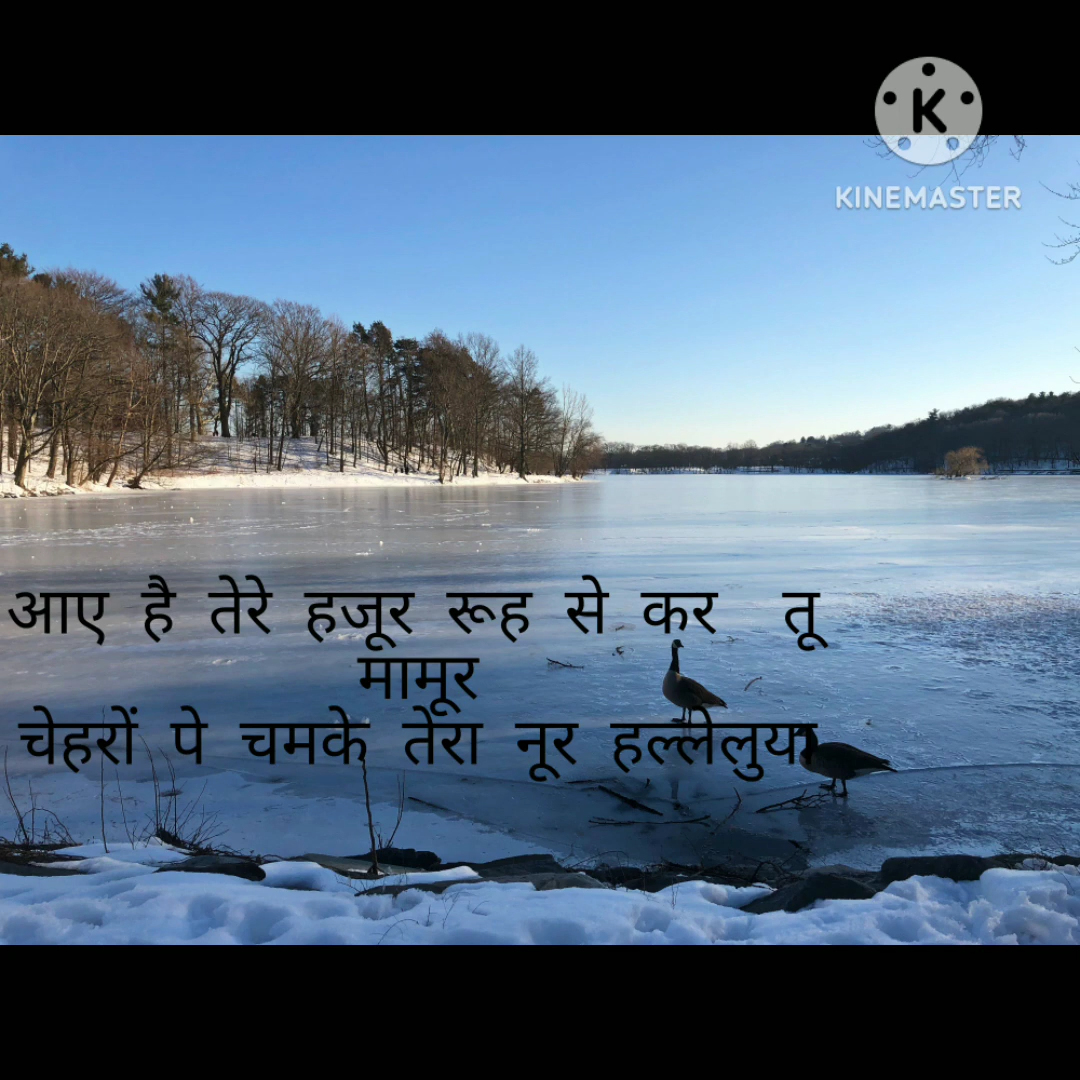 K
KINEMASTER
आए है तेरे हजूर रूह से कर तू
मामूर
चेहरों पे चमके तेरा नूर हल्लेलुया